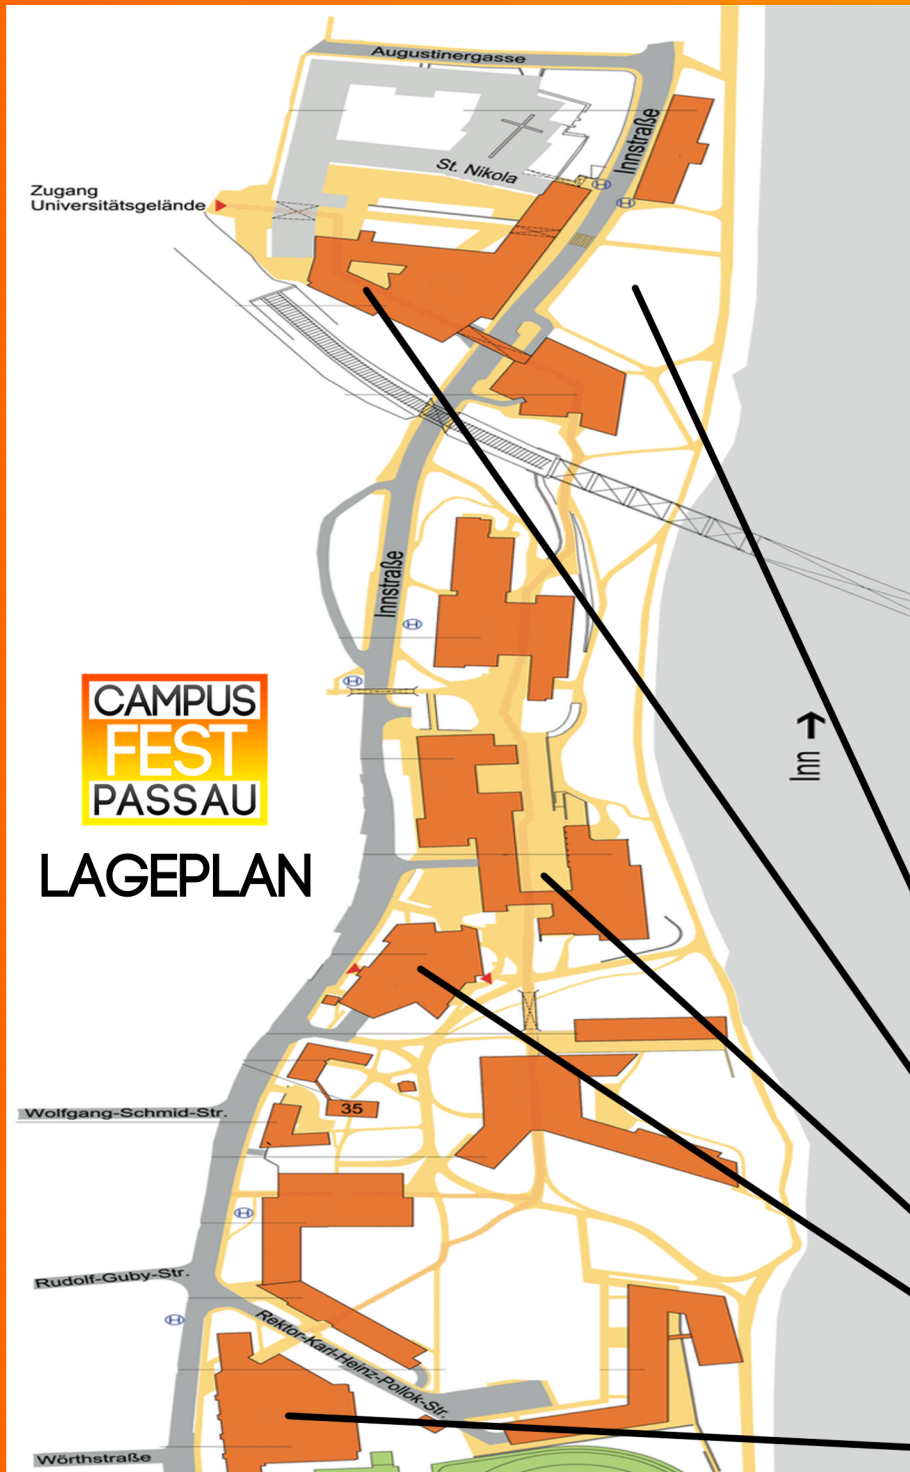 Augustinergasse
Innstraße
St. Nikola
Zugang
Universitätsgelände
H
H
Innstraße
H
H
CAMPUS
FEST
PASSAU
Inn →
LAGEPLAN
35
Wolfgang-Schmid-Str.
H
Rudolf-Guby-Str.
H
Rektor-Karl-Heinz-Pollok-Str.
Wörthstraße